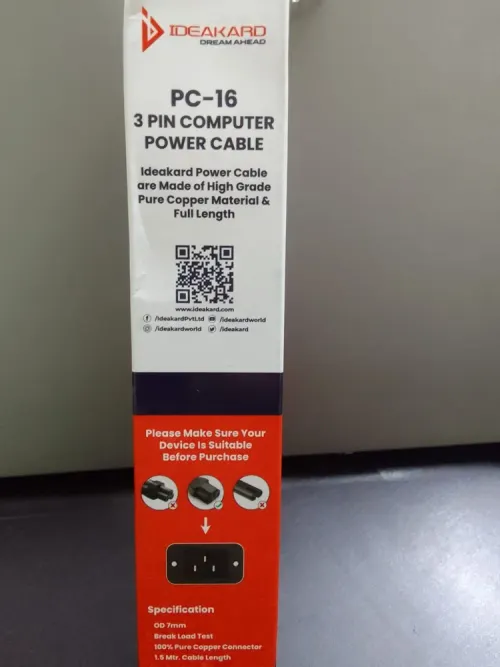 IDEAKARD
DREAM AHEAD
PC-16
3 PIN COMPUTER
POWER CABLE
Ideakard Power Cable
are Made of High Grade
Pure Copper Material &
Full Length
www.ideakard.com
/ideakardPvtLtd /ideakardworld
/ideakardworld /ideakard
Please Make Sure Your
Device Is Suitable
Before Purchase
Specification
OD 7mm
Break Load Test
100% Pure Copper Connector
1.5 Mtr. Cable Length